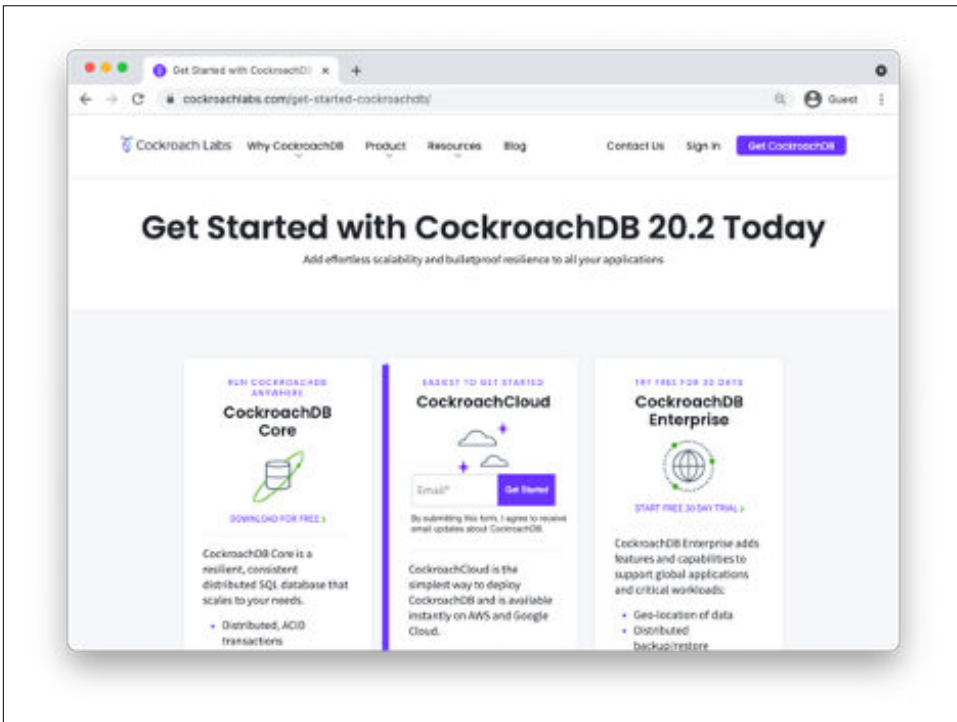 Get Started with CockroachDB
cockroachlabs.com/get-started-cockroachdb/
Guest
Cockroach Labs Why CockroachDB Product Resources Blog Contact Us Sign In Get CockroachDB
Get Started with CockroachDB 20.2 Today
Add effortless scalability and bulletproof resilience to all your applications
RUN COCKROACHDB
ANYWHERE
CockroachDB
Core
DOWNLOAD FOR FREE >
CockroachDB Core is a
resilient, consistent
distributed SQL database that
scales to your needs.
• Distributed, ACID
transactions
EASIEST TO GET STARTED
CockroachCloud
Email* Get Started
By submitting this form, I agree to receive
email updates about CockroachDB.
CockroachCloud is the
simplest way to deploy
CockroachDB and is available
instantly on AWS and Google
Cloud.
TRY FREE FOR 30 DAYS
CockroachDB
Enterprise
START FREE 30 DAY TRIAL >
CockroachDB Enterprise adds
features and capabilities to
support global applications
and critical workloads:
• Geo-location of data
• Distributed
backup/restore